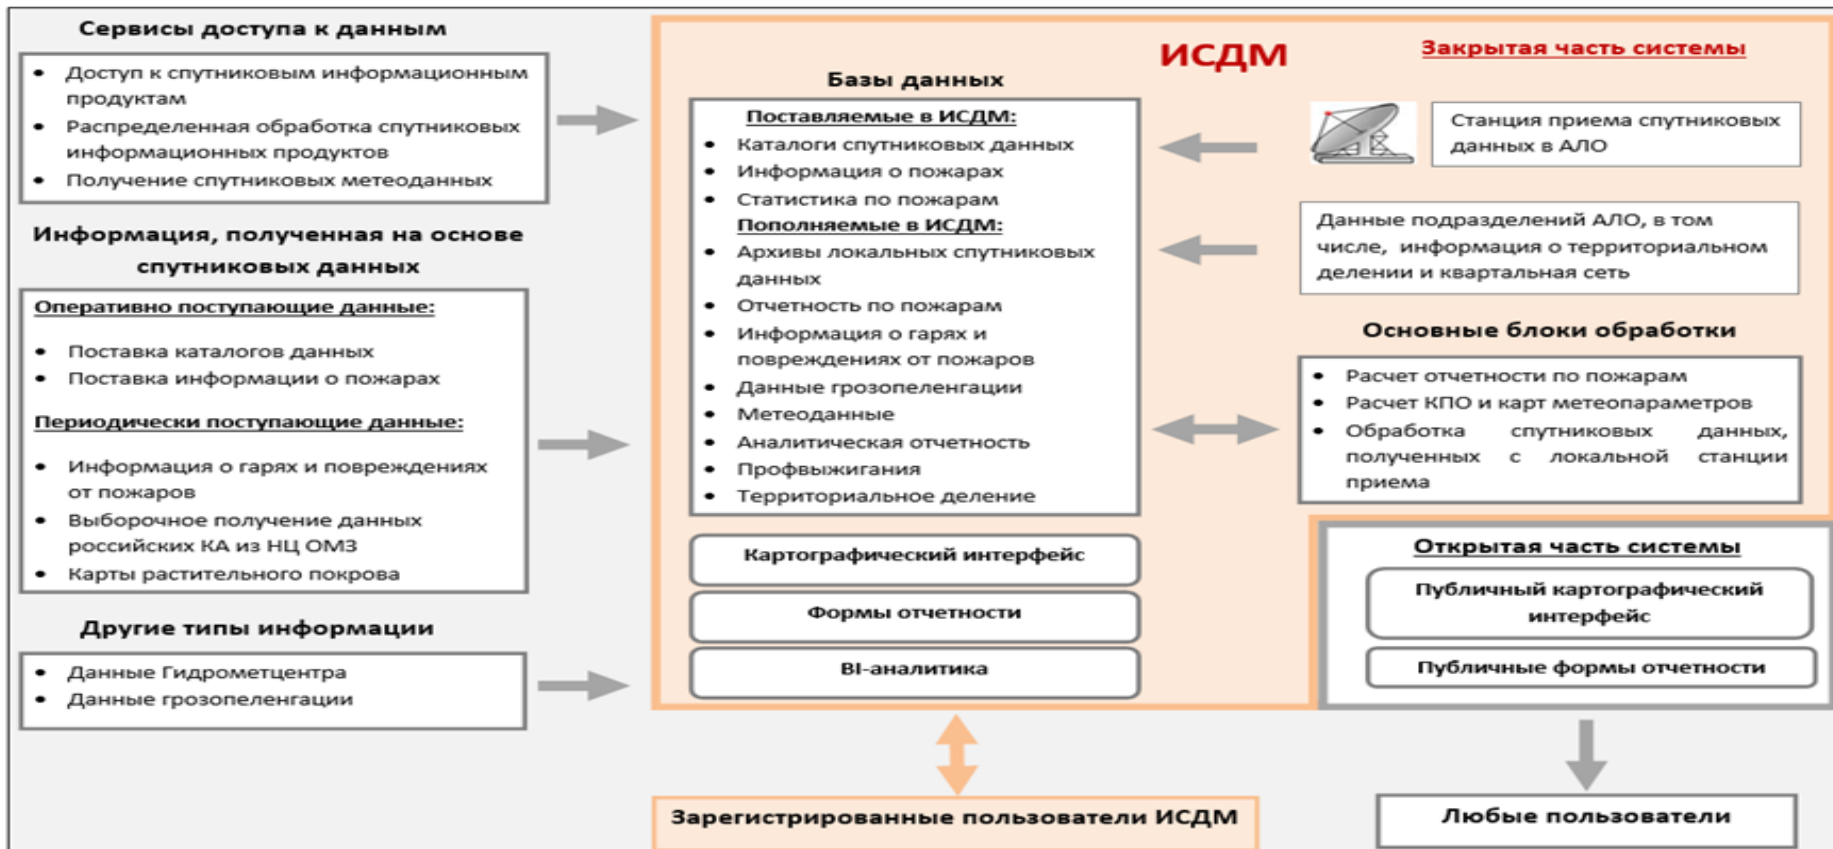 Сервисы доступа к данным
• Доступ к спутниковым информационным
продуктам
• Распределенная обработка спутниковых
информационных продуктов
• Получение спутниковых метеоданных
Информация, полученная на основе
спутниковых данных
Оперативно поступающие данные:
• Поставка каталогов данных
• Поставка информации о пожарах
Периодически поступающие данные:
• Информация о гарях и повреждениях
от пожаров
• Выборочное получение данных
российских КА из НЦ ОМЗ
• Карты растительного покрова
Другие типы информации
• Данные Гидрометцентра
• Данные грозопеленгации
ИСДМ
Закрытая часть системы
Базы данных
Поставляемые в ИСДМ:
• Каталоги спутниковых данных
• Информация о пожарах
• Статистика по пожарам
Пополняемые в ИСДМ:
• Архивы локальных спутниковых
данных
• Отчетность по пожарам
• Информация о гарях и
повреждениях от пожаров
• Данные грозопеленгации
• Метеоданные
• Аналитическая отчетность
• Профвыжигания
• Территориальное деление
Картографический интерфейс
Формы отчетности
BI-аналитика
Станция приема спутниковых
данных в АЛО
Данные подразделений АЛО, в том
числе, информация о территориальном
делении и квартальная сеть
Основные блоки обработки
• Расчет отчетности по пожарам
• Расчет КПО и карт метеопараметров
• Обработка спутниковых данных,
полученных с локальной станции
приема
Открытая часть системы
Публичный картографический
интерфейс
Публичные формы отчетности
Зарегистрированные пользователи ИСДМ
Любые пользователи